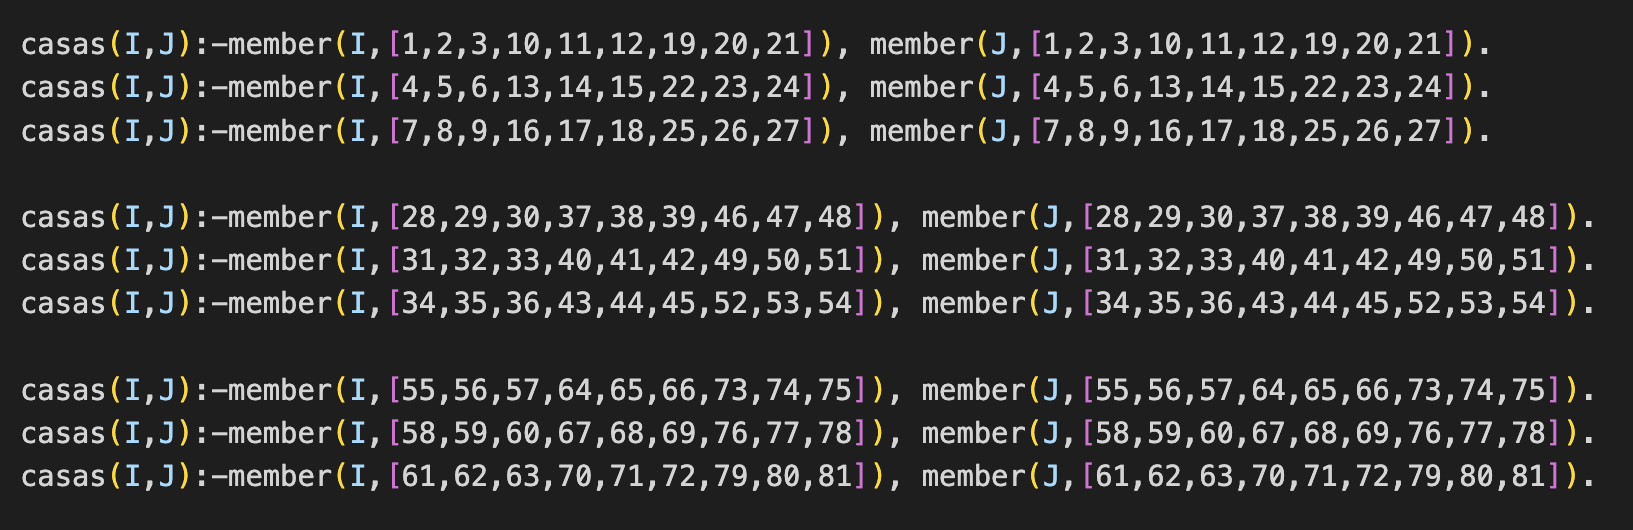 casas(I,J):-member(I,[1,2,3,10,11,12,19,20,21]), member(J,[1,2,3,10,11,12,19,20,21]).
casas(I,J):-member(I,[4,5,6,13,14,15,22,23,24]), member(J,[4,5,6,13,14,15,22,23,24]).
casas(I,J):-member(I,[7,8,9,16,17,18,25,26,27]), member(J,[7,8,9,16,17,18,25,26,27]).
casas(I,J):-member(I,[28,29,30,37,38,39,46,47,48]), member(J,[28,29,30,37,38,39,46,47,48]).
casas(I,J):-member(I,[31,32,33,40,41,42,49,50,51]), member(J,[31,32,33,40,41,42,49,50,51]).
casas(I,J):-member(I,[34,35,36,43,44,45,52,53,54]), member(J,[34,35,36,43,44,45,52,53,54]).
casas(I,J):-member(I,[55,56,57,64,65,66,73,74,75]), member(J,[55,56,57,64,65,66,73,74,75]).
casas(I,J):-member(I,[58,59,60,67,68,69,76,77,78]), member(J,[58,59,60,67,68,69,76,77,78]).
casas(I,J):-member(I,[61,62,63,70,71,72,79,80,81]), member(J,[61,62,63,70,71,72,79,80,81]).